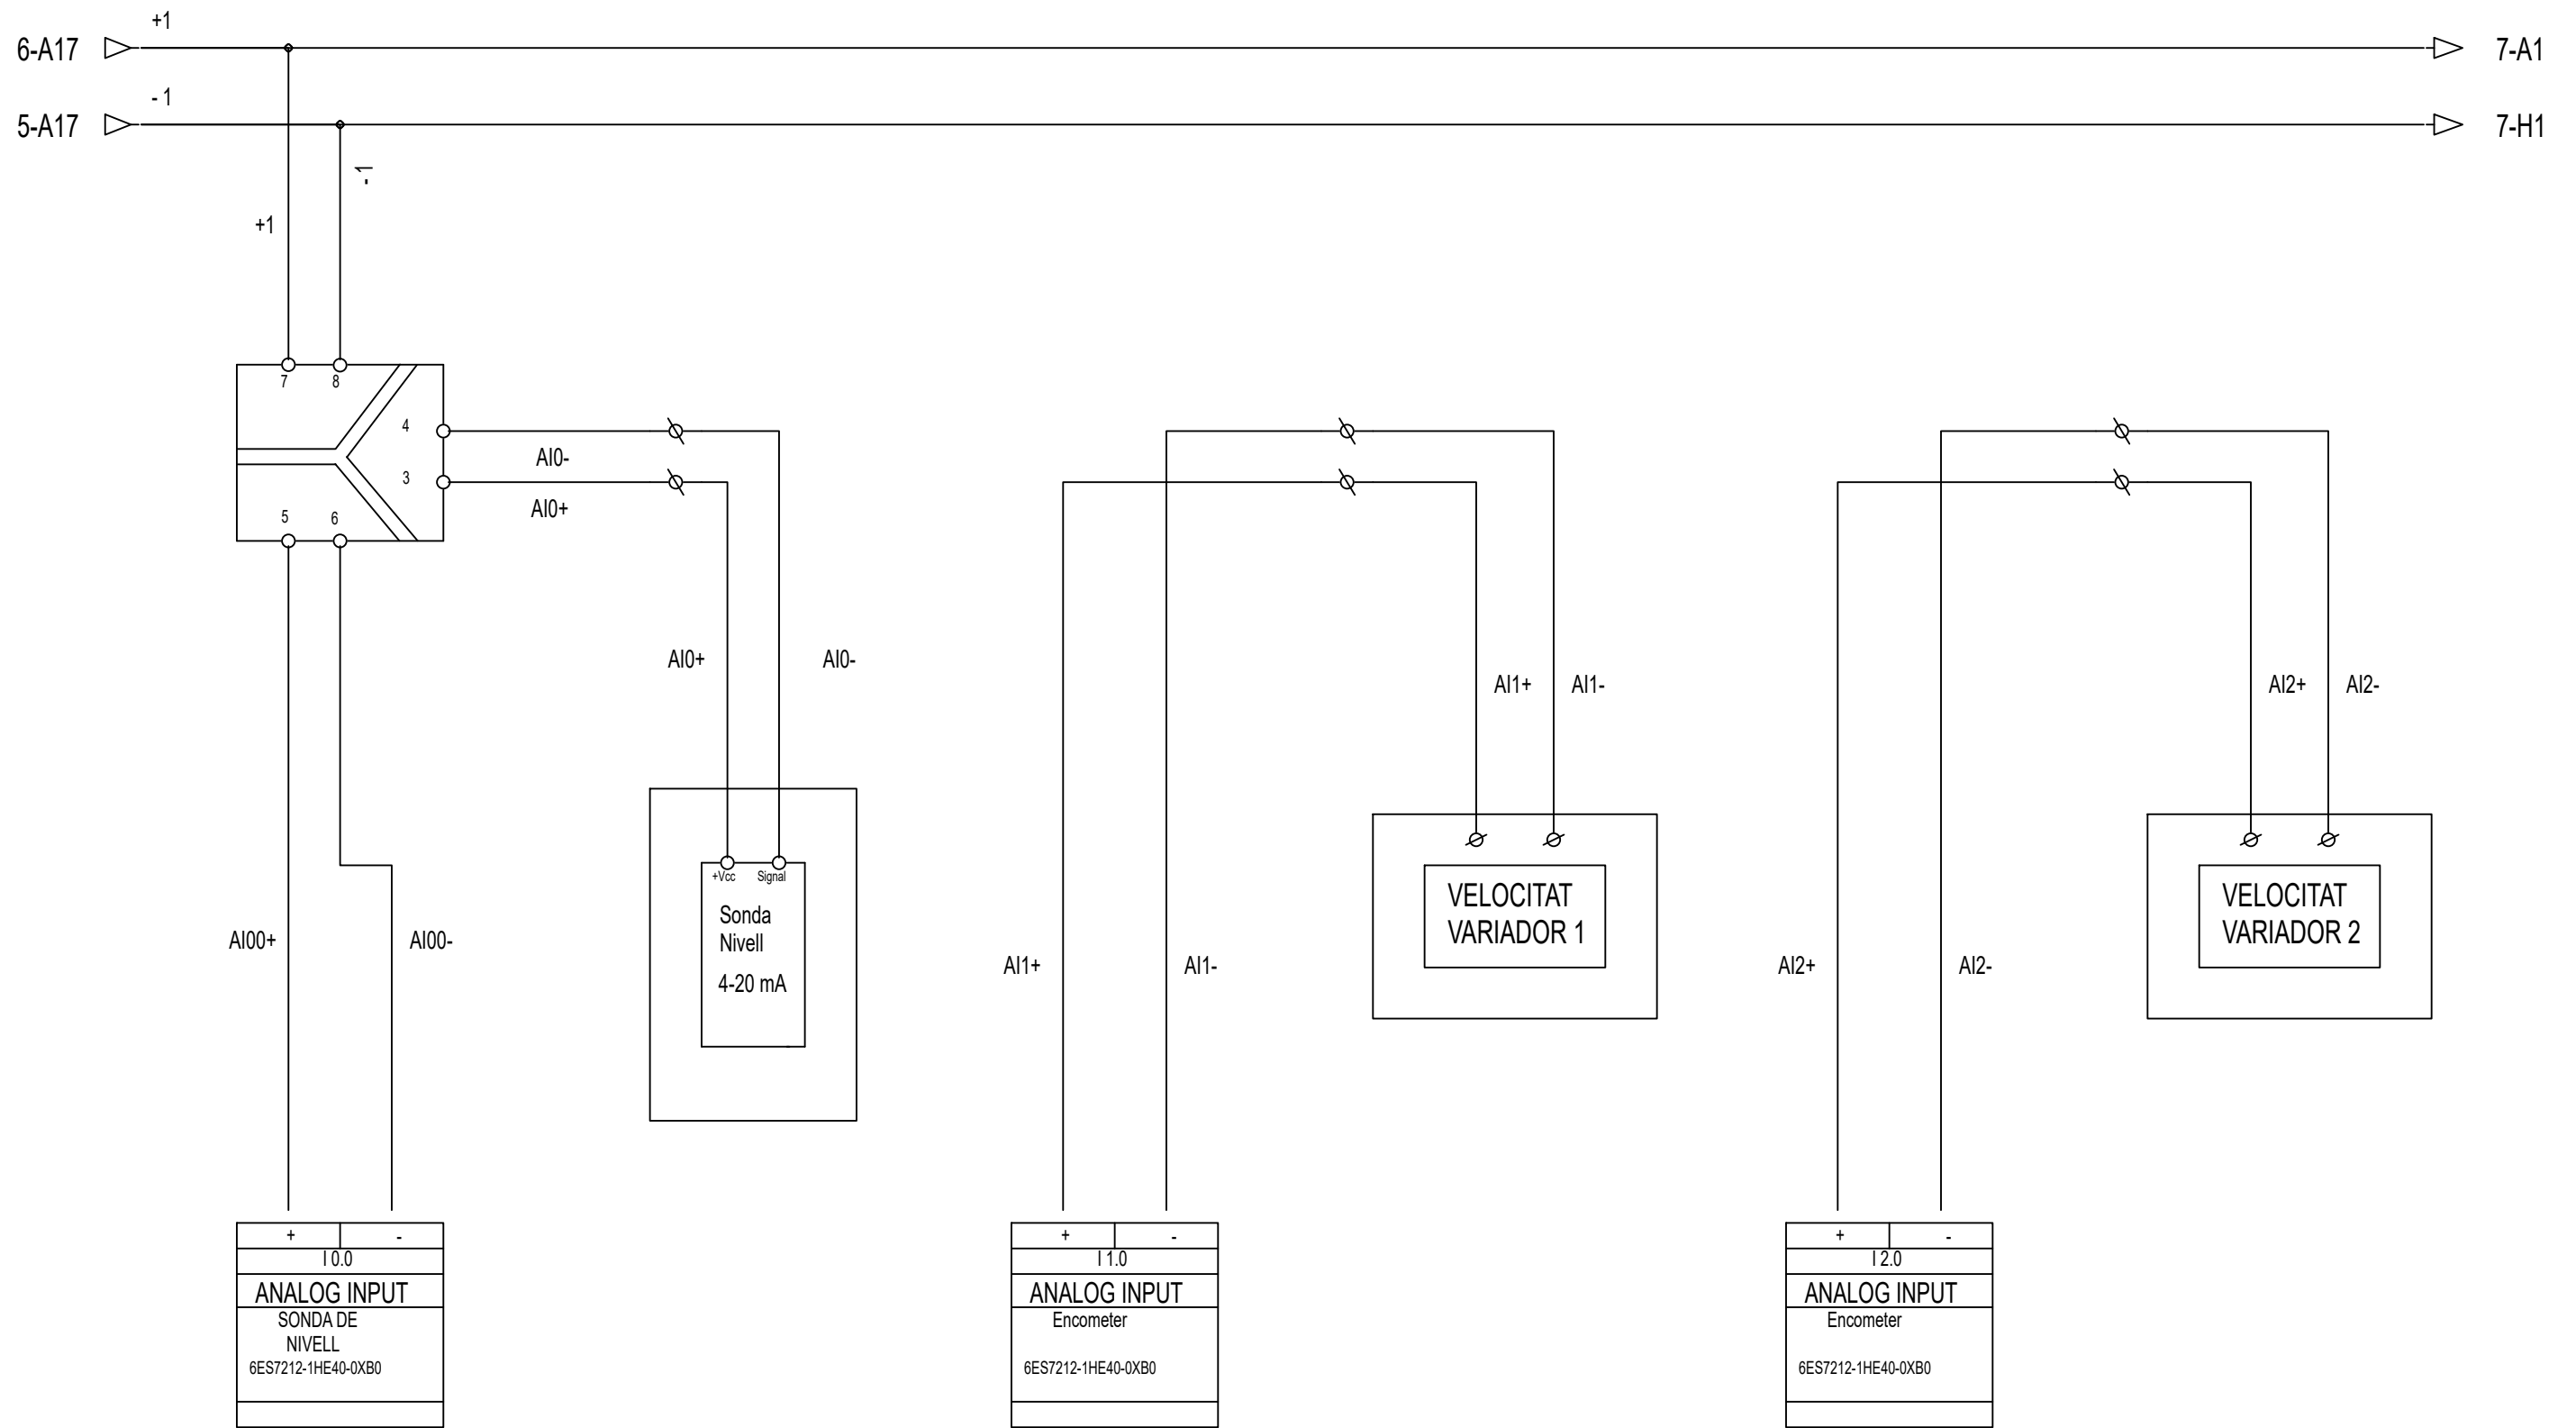 +1
6-A17
7-A1
- 1
5-A17
7-H1
- 1
+1
7
8
4
AI0-
3
AI0+
5
6
AI0+
AI0-
AI1+
AI1-
AI2+
AI2-
+Vcc
Signal
Sonda
Nivell
4-20 mA
VELOCITAT
VARIADOR 1
VELOCITAT
VARIADOR 2
AI00+
AI00-
AI1+
AI1-
AI2+
AI2-
+
-
I 0.0
ANALOG INPUT
SONDA DE
NIVELL
6ES7212-1HE40-0XB0
+
-
I 1.0
ANALOG INPUT
Encometer
6ES7212-1HE40-0XB0
+
-
I 2.0
ANALOG INPUT
Encometer
6ES7212-1HE40-0XB0